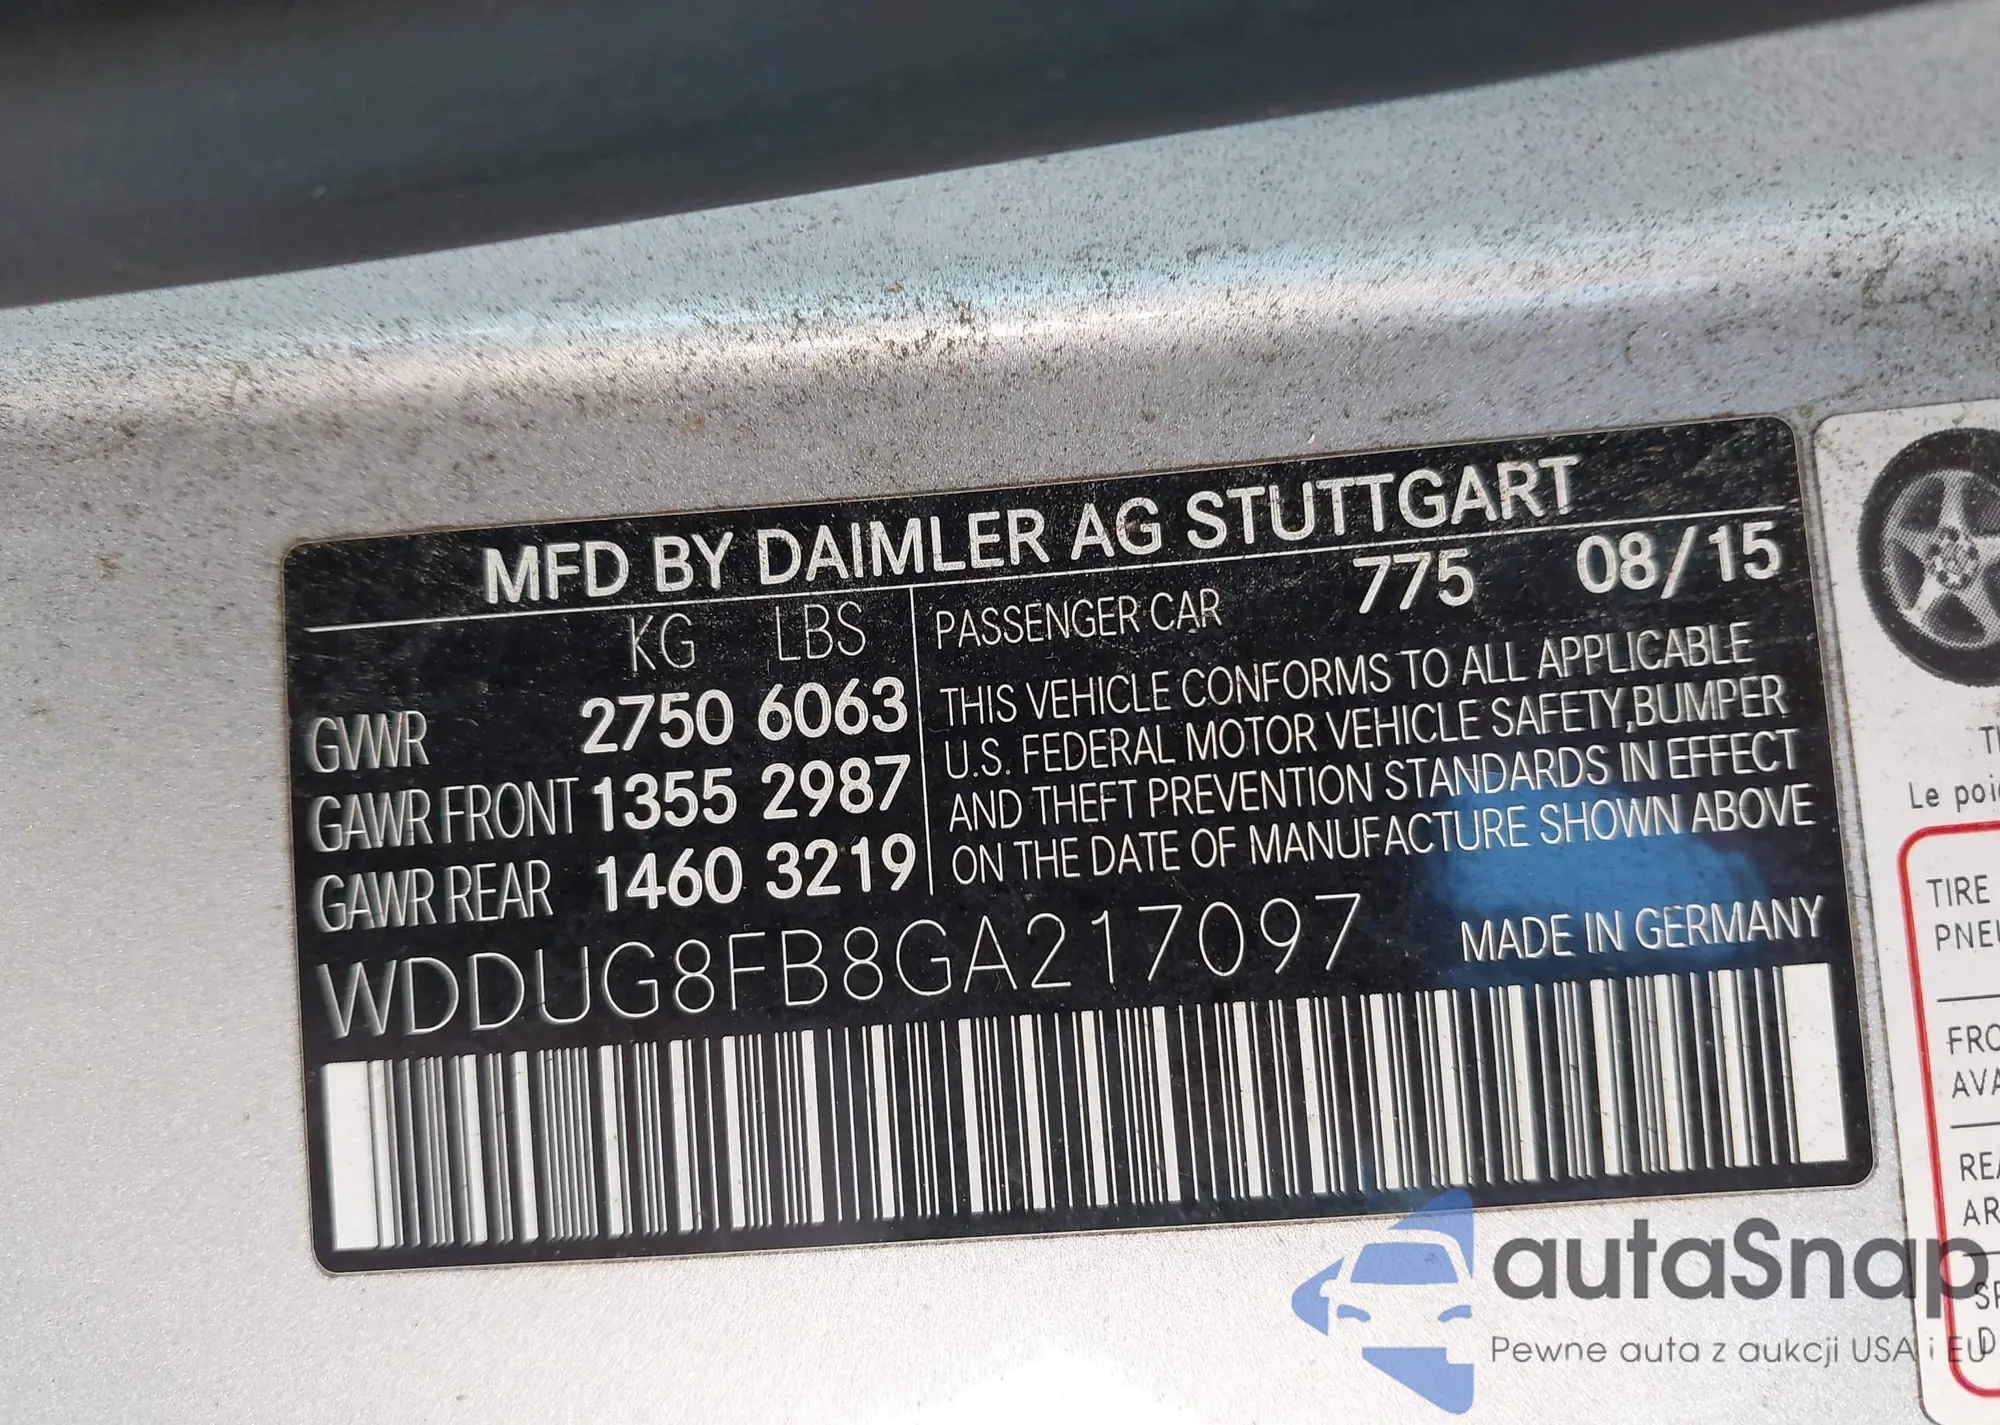 MFD BY DAIMLER AG STUTTGART
KG LBS
GVWR 2750 6063
GAWR FRONT 1355 2987
GAWR REAR 1460 3219
PASSENGER CAR 775 08/15
THIS VEHICLE CONFORMS TO ALL APPLICABLE
U.S. FEDERAL MOTOR VEHICLE SAFETY,BUMPER
AND THEFT PREVENTION STANDARDS IN EFFECT
ON THE DATE OF MANUFACTURE SHOWN ABOVE
WDDUG8FB8GA217097 MADE IN GERMANY
Le
TIRE
autaSnap
Pewne auta z aukcji USA i EU